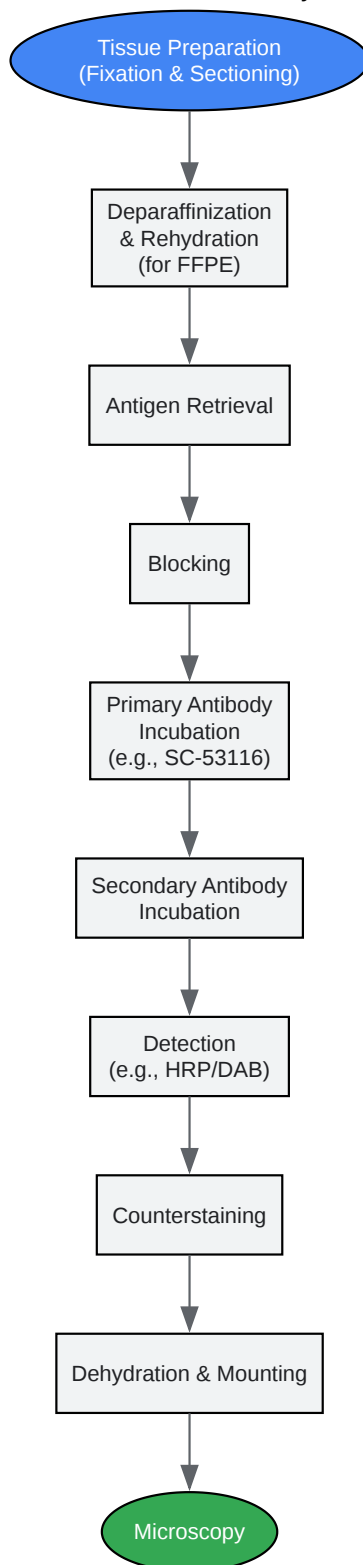 Tissue Preparation
(Fixation & Sectioning)
Deparaffinization
& Rehydration
(for FFPE)
Antigen Retrieval
Blocking
Primary Antibody
Incubation
(e.g., SC-53116)
Secondary Antibody
Incubation
Detection
(e.g., HRP/DAB)
Counterstaining
Dehydration & Mounting
Microscopy